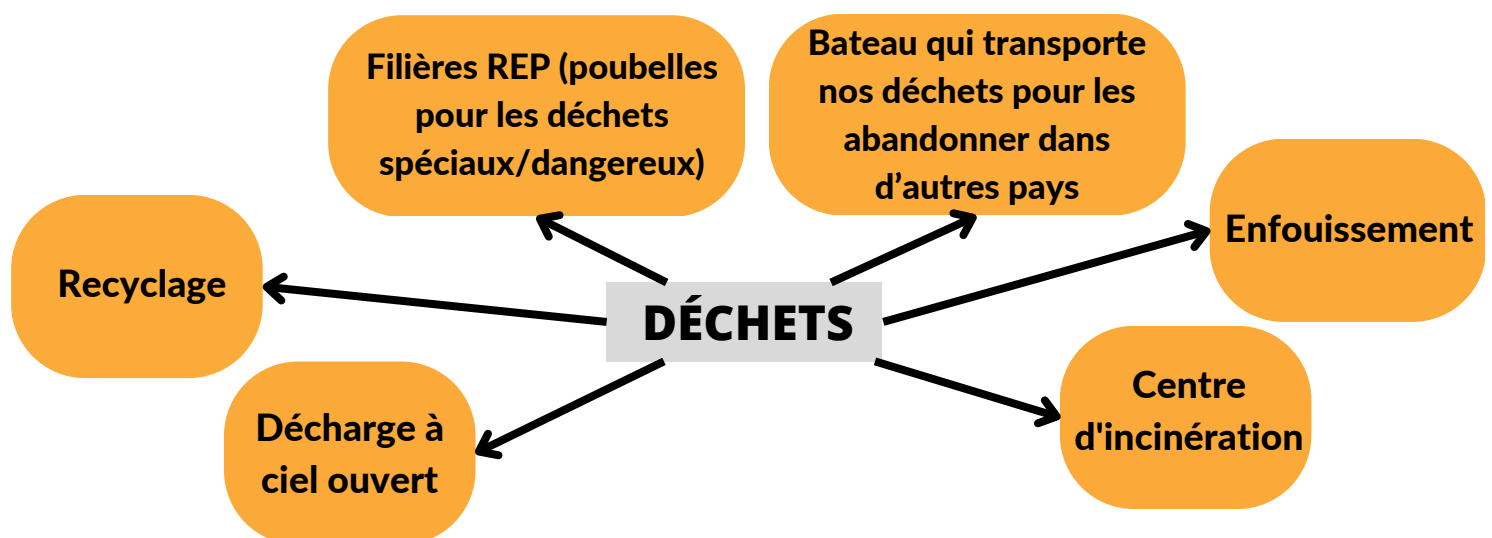 Filières REP (poubelles
pour les déchets
spéciaux/dangereux)
Bateau qui transporte
nos déchets pour les
abandonner dans
d’autres pays
Enfouissement
Recyclage
DÉCHETS
Centre
d'incinération
Décharge à
ciel ouvert